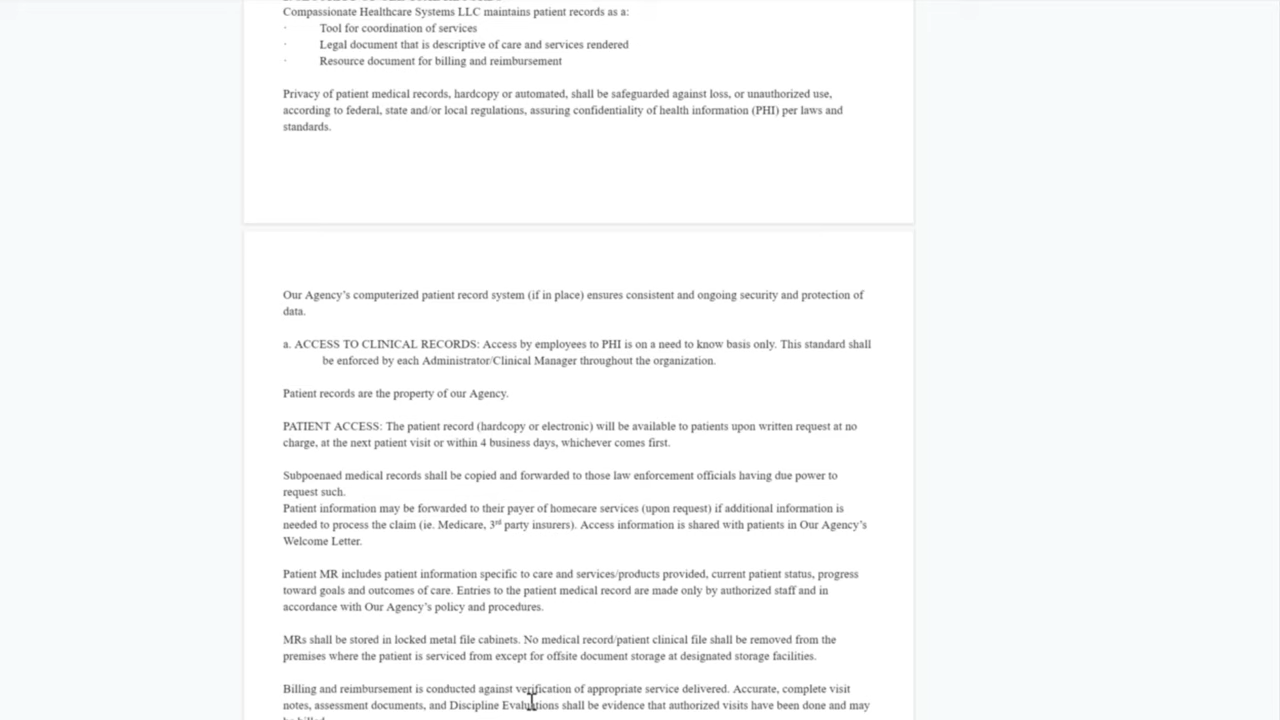 Compassionate Healthcare Systems LLC maintains patient records as a:
· Tool for coordination of services
· Legal document that is descriptive of care and services rendered
· Resource document for billing and reimbursement
Privacy of patient medical records, hardcopy or automated, shall be safeguarded against loss, or unauthorized use,
according to federal, state and/or local regulations, assuring confidentiality of health information (PHI) per laws and
standards.
Our Agency’s computerized patient record system (if in place) ensures consistent and ongoing security and protection of
data.
a. ACCESS TO CLINICAL RECORDS: Access by employees to PHI is on a need to know basis only. This standard shall
be enforced by each Administrator/Clinical Manager throughout the organization.
Patient records are the property of our Agency.
PATIENT ACCESS: The patient record (hardcopy or electronic) will be available to patients upon written request at no
charge, at the next patient visit or within 4 business days, whichever comes first.
Subpoenaed medical records shall be copied and forwarded to those law enforcement officials having due power to
request such.
Patient information may be forwarded to their payer of homecare services (upon request) if additional information is
needed to process the claim (ie. Medicare, 3rd party insurers). Access information is shared with patients in Our Agency’s
Welcome Letter.
Patient MR includes patient information specific to care and services/products provided, current patient status, progress
toward goals and outcomes of care. Entries to the patient medical record are made only by authorized staff and in
accordance with Our Agency’s policy and procedures.
MRs shall be stored in locked metal file cabinets. No medical record/patient clinical file shall be removed from the
premises where the patient is serviced from except for offsite document storage at designated storage facilities.
Billing and reimbursement is conducted against verification of appropriate service delivered. Accurate, complete visit
notes, assessment documents, and Discipline Evaluations shall be evidence that authorized visits have been done and may